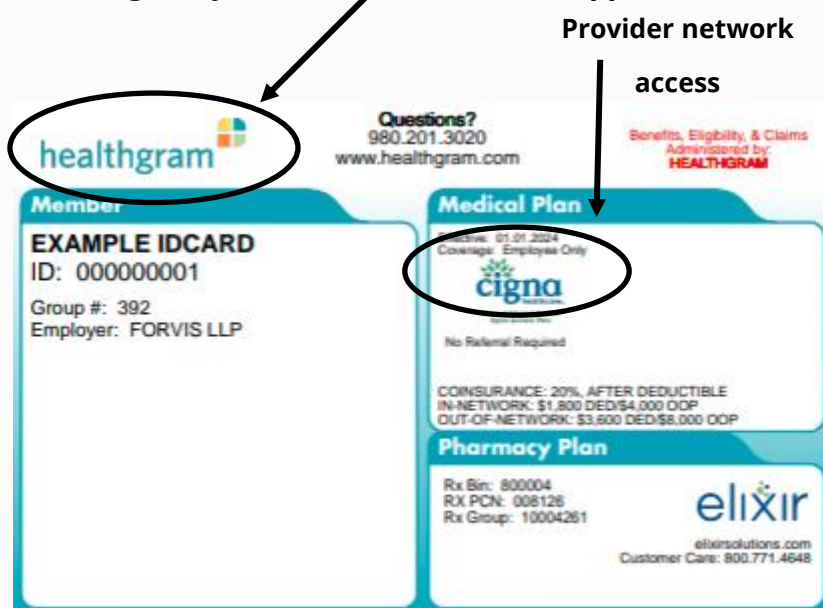 Provider network
access
healthgram
Questions?
980.201.3020
www.healthgram.com
Benefits, Eligibility, & Claims
Administered by:
HEALTHGRAM
Member
EXAMPLE IDCARD
ID: 000000001
Group #: 392
Employer: FORVIS LLP
Medical Plan
Effective: 01.01.2024
Coverage: Employee Only
cigna
healthcare
No Referral Required
COINSURANCE: 20%, AFTER DEDUCTIBLE
IN-NETWORK: $1,800 DED/$4,000 OOP
OUT-OF-NETWORK: $3,600 DED/$8,000 OOP
Pharmacy Plan
Rx Bin: 800004
RX PCN: 008126
Rx Group: 10004261
elixir
elixirsolutions.com
Customer Care: 800.771.4648